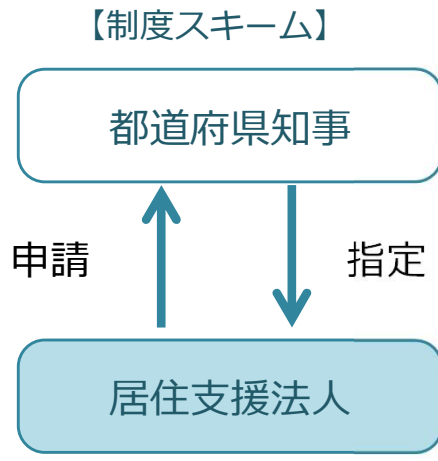 【制度スキーム】
都道府県知事
申請
指定
居住支援法人